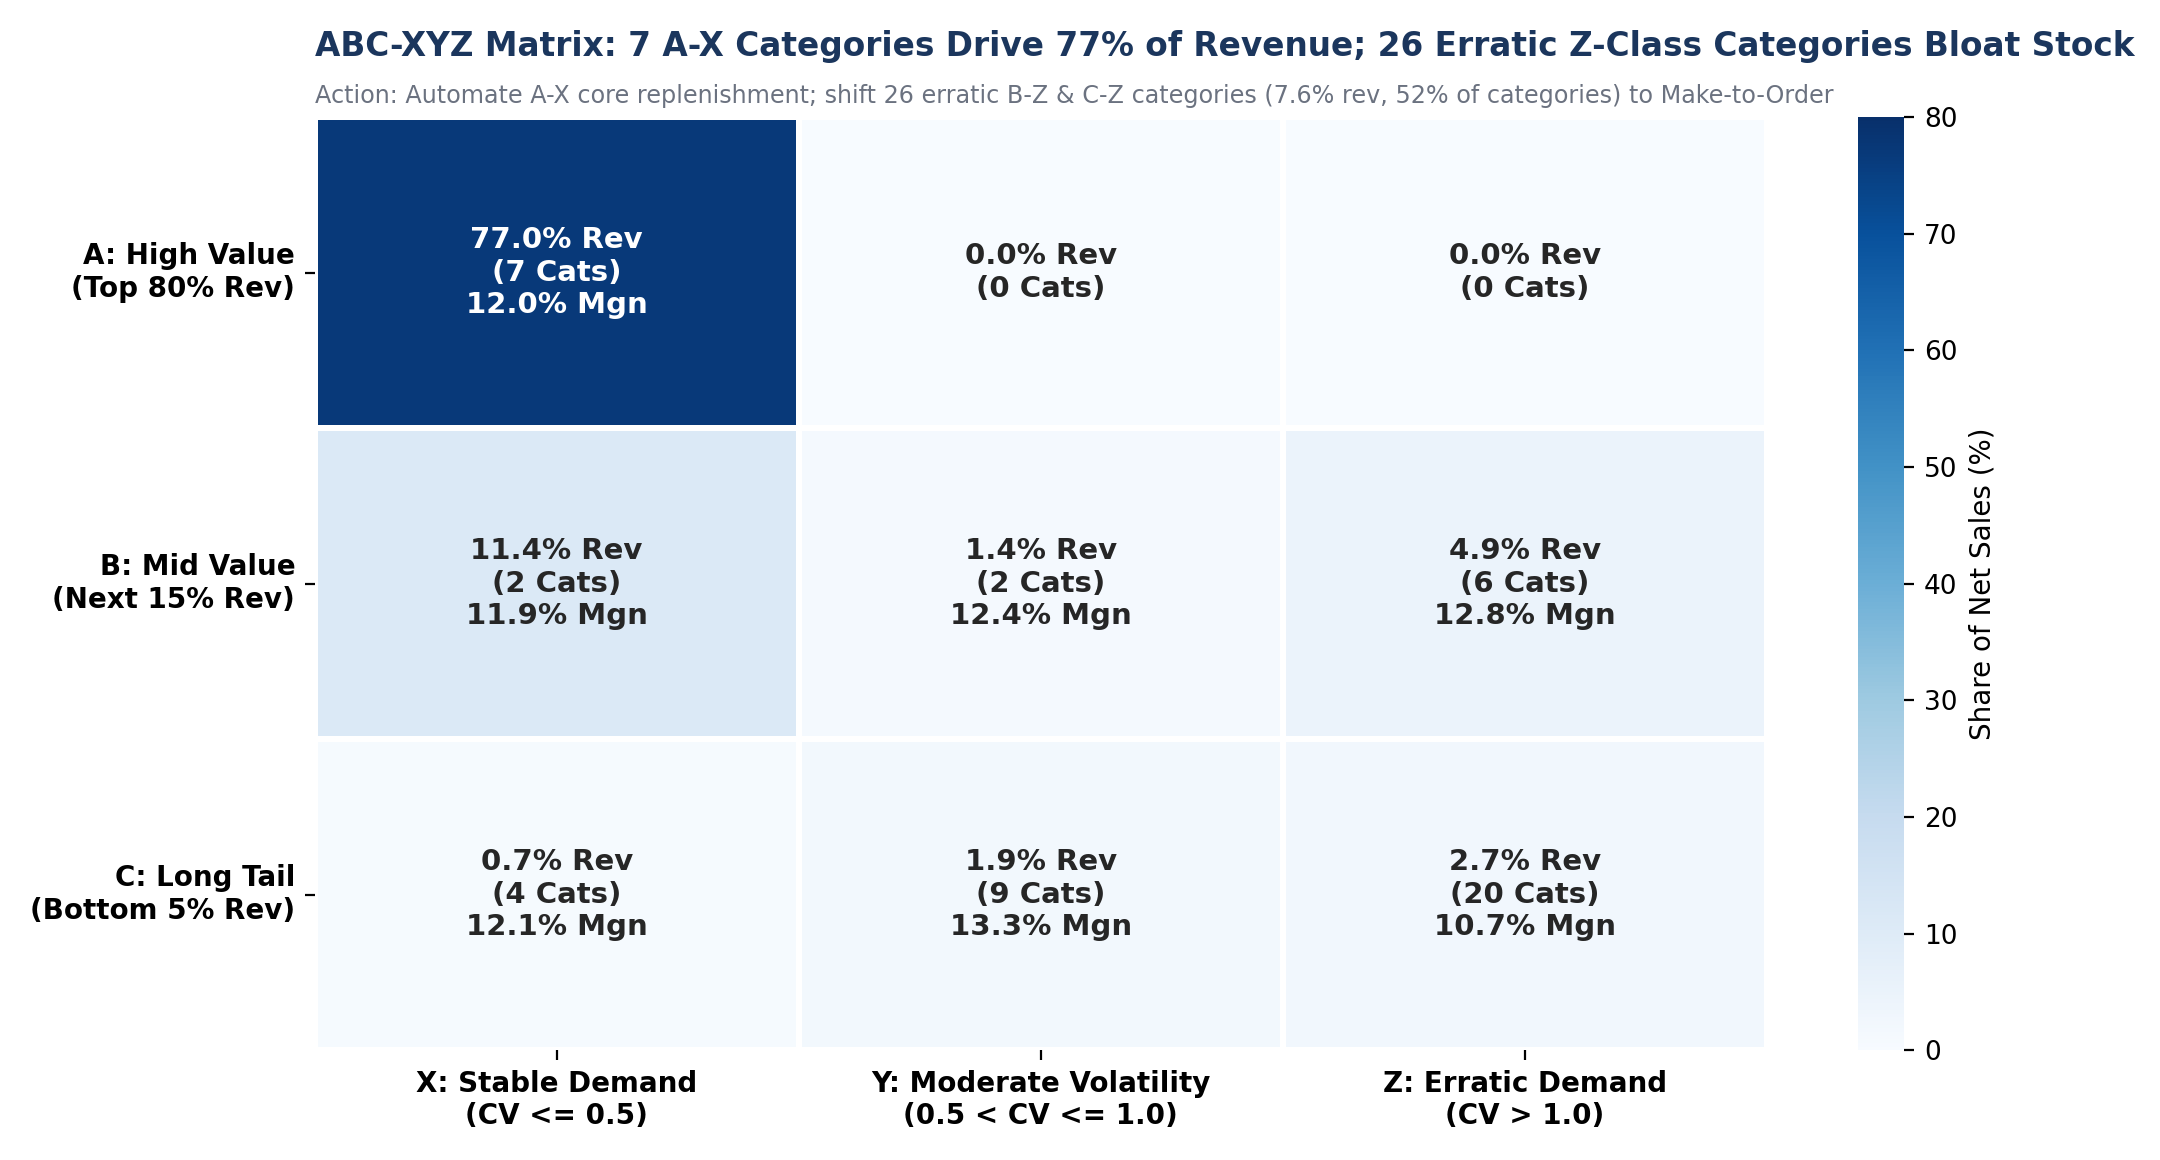 ABC-XYZ Matrix: 7 A-X Categories Drive 77% of Revenue; 26 Erratic Z-Class Categories Bloat Stock
Action: Automate A-X core replenishment; shift 26 erratic B-Z & C-Z categories (7.6% rev, 52% of categories) to Make-to-Order
A: High Value
(Top 80% Rev)
77.0% Rev
(7 Cats)
12.0% Mgn
0.0% Rev
(0 Cats)
0.0% Rev
(0 Cats)
B: Mid Value
(Next 15% Rev)
11.4% Rev
(2 Cats)
11.9% Mgn
1.4% Rev
(2 Cats)
12.4% Mgn
4.9% Rev
(6 Cats)
12.8% Mgn
C: Long Tail
(Bottom 5% Rev)
0.7% Rev
(4 Cats)
12.1% Mgn
1.9% Rev
(9 Cats)
13.3% Mgn
2.7% Rev
(20 Cats)
10.7% Mgn
X: Stable Demand
(CV <= 0.5)
Y: Moderate Volatility
(0.5 < CV <= 1.0)
Z: Erratic Demand
(CV > 1.0)
80
70
60
50
40
30
20
10
0
Share of Net Sales (%)